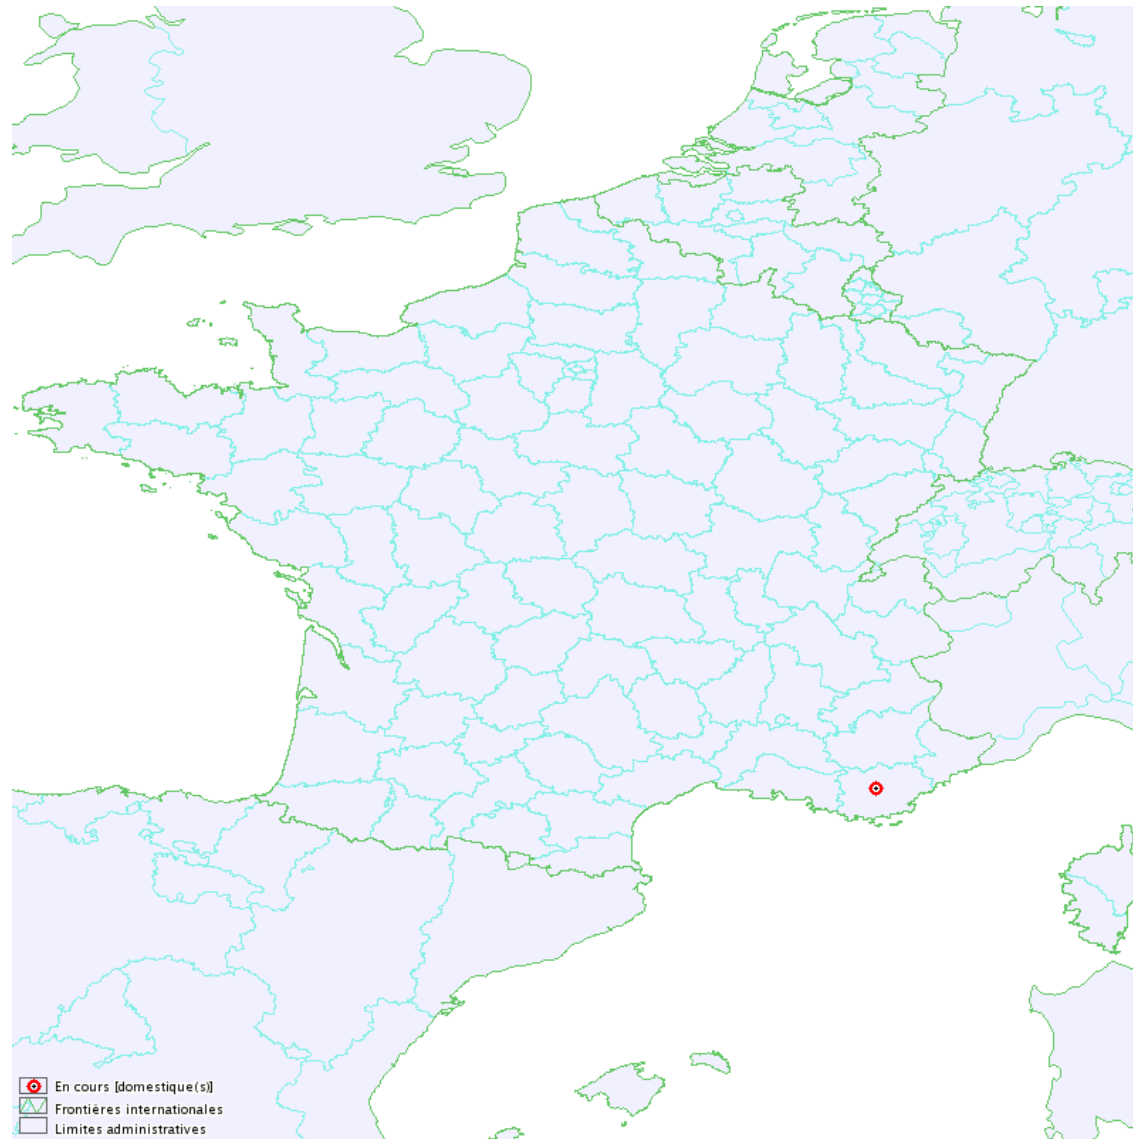 En cours [domestique(s)]
Frontières internationales
Limites administratives